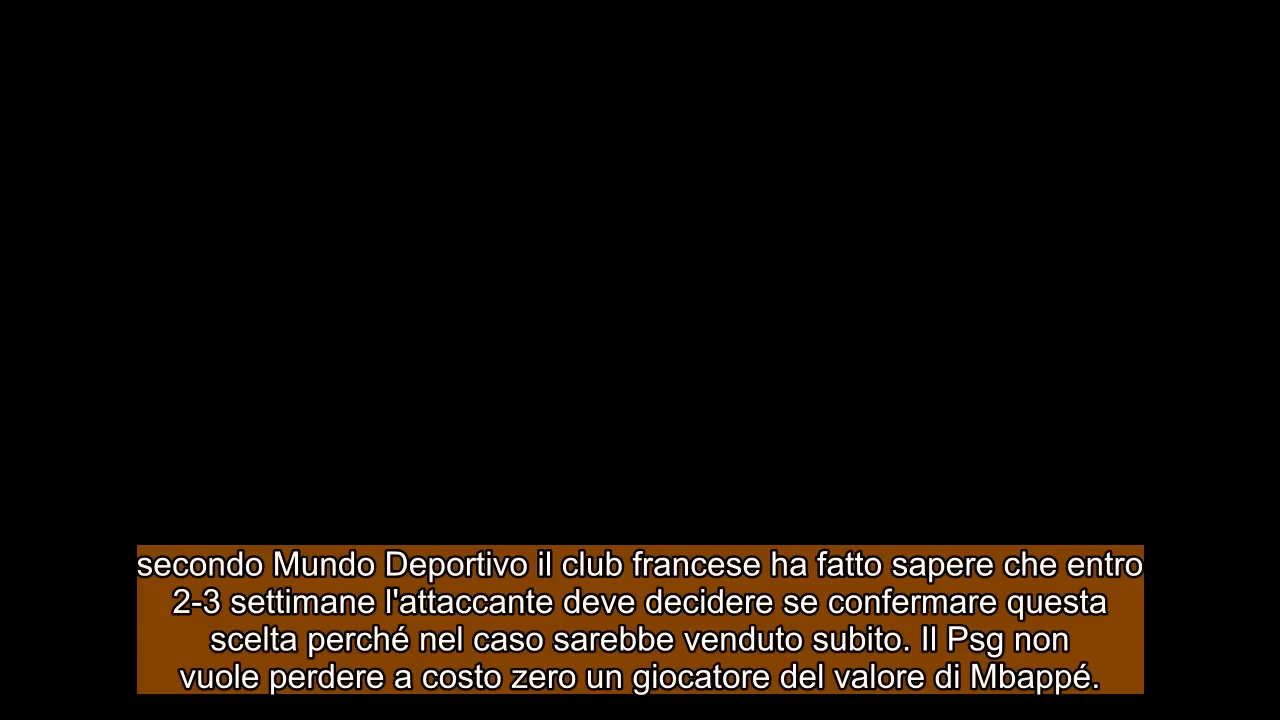 secondo Mundo Deportivo il club francese ha fatto sapere che entro
2-3 settimane l'attaccante deve decidere se confermare questa
scelta perché nel caso sarebbe venduto subito. Il Psg non
vuole perdere a costo zero un giocatore del valore di Mbappé.